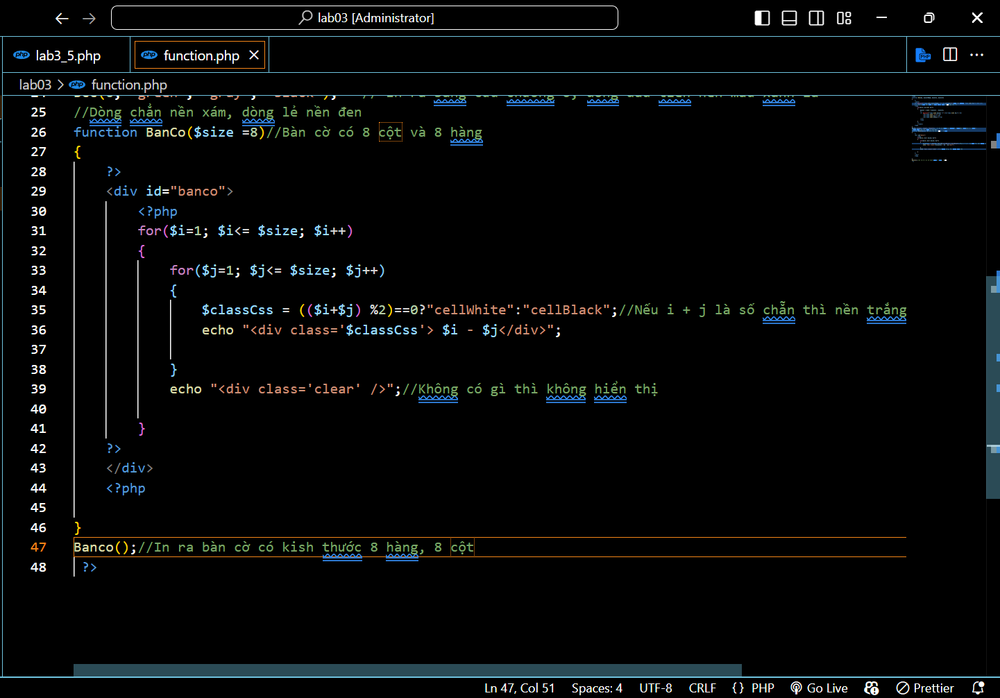 lab03 [Administrator]
php lab3_5.php
php function.php
PHP
lab03 > php function.php
25 //Dòng chẳn nền xám, dòng lẻ nền đen
26 function BanCo($size =8)//Bàn cờ có 8 cột và 8 hàng
27 {
28 ?>
29 <div id="banco">
30 <?php
31 for($i=1; $i<= $size; $i++)
32 {
33 for($j=1; $j<= $size; $j++)
34 {
35 $classCss = (($i+$j) %2)==0?"cellWhite":"cellBlack";//Nếu i + j là số chẵn thì nền trắng
36 echo "<div class='$classCss'> $i - $j</div>";
37
38 }
39 echo "<div class='clear' />";//Không có gì thì không hiển thị
40
41 }
42 ?>
43 </div>
44 <?php
45
46 }
47 Banco();//In ra bàn cờ có kish thước 8 hàng, 8 cột
48 ?>
Ln 47, Col 51 Spaces: 4 UTF-8 CRLF {} PHP Go Live Prettier